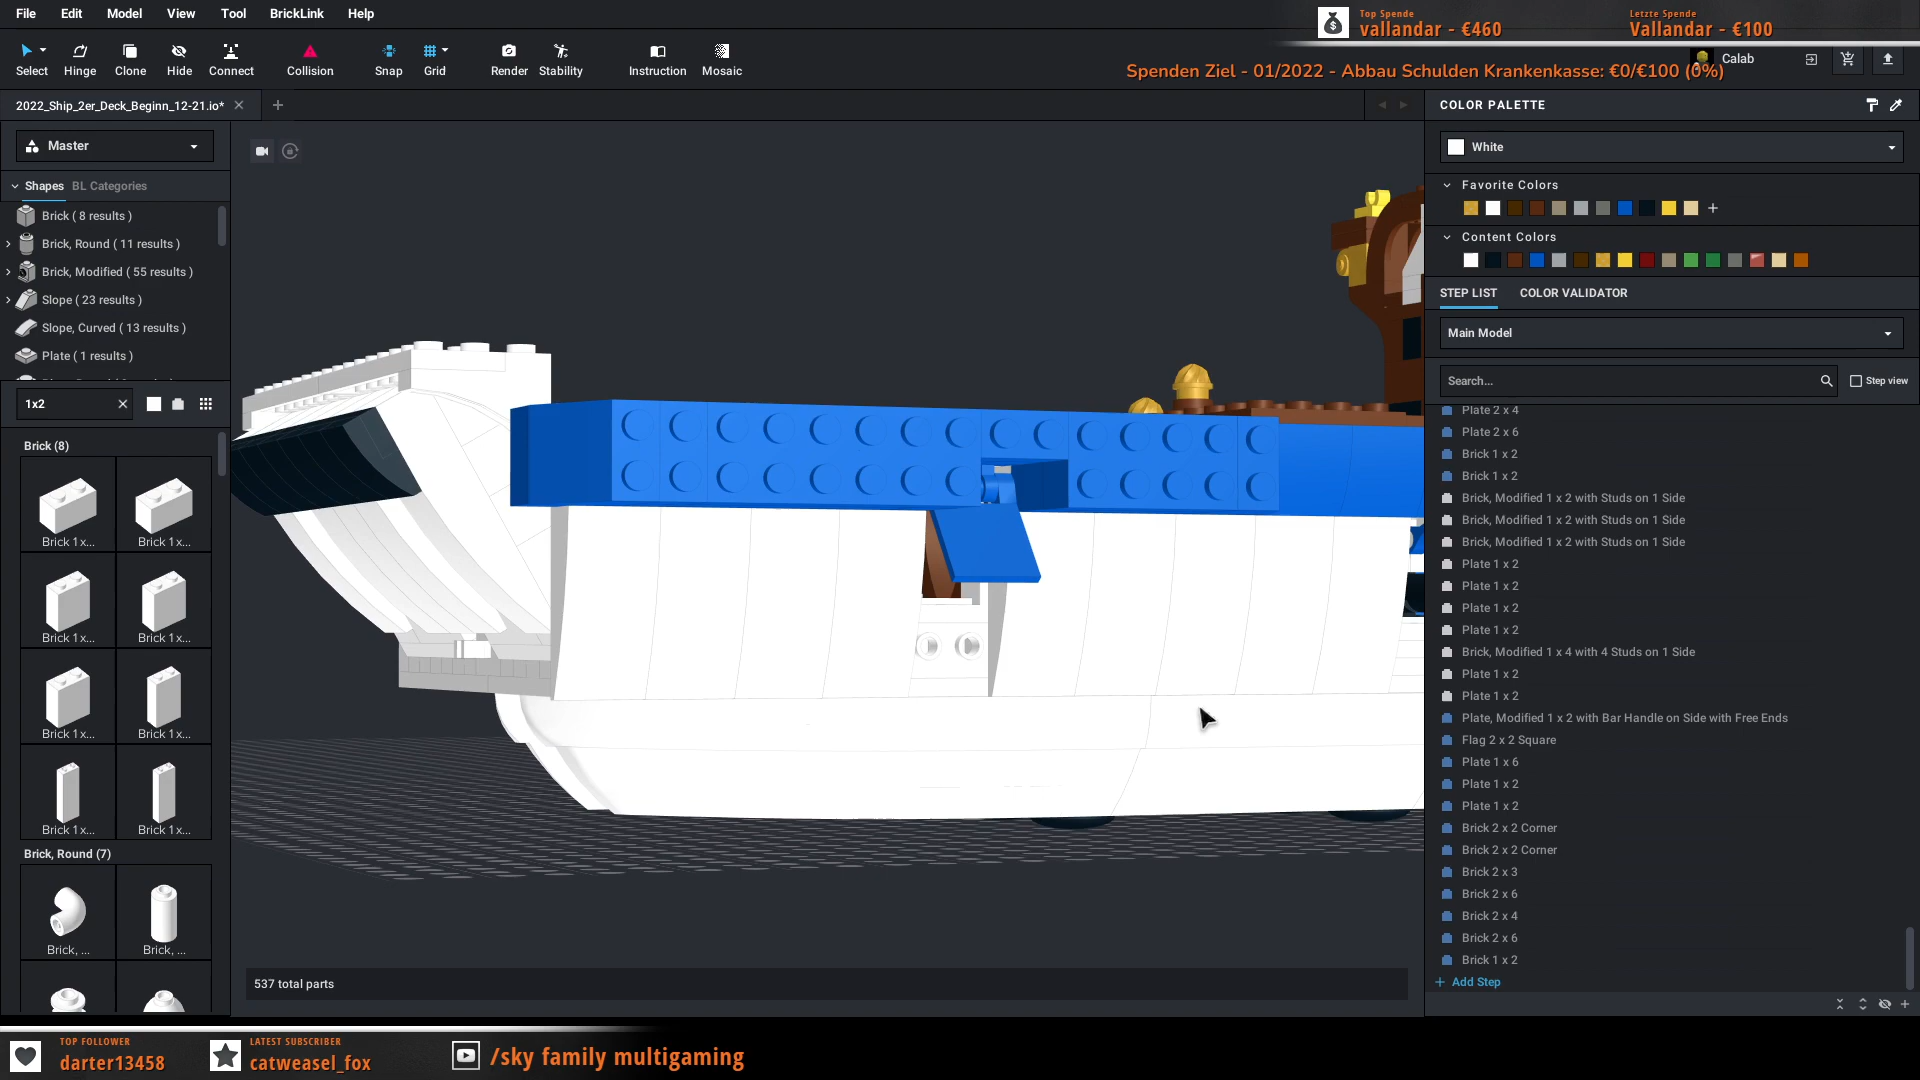 File Edit Model View Tool BrickLink Help
Top Spende
vallandar - €460
Letzte Spende
Vallandar - €100
Select Hinge Clone Hide Connect Collision Snap Grid Render Stability Instruction Mosaic
Spenden Ziel - 01/2022 - Abbau Schulden Krankenkasse: €0/€100 (0%)
Calab
2022_Ship_2er_Deck_Beginn_12-21.io*
Master
Shapes BL Categories
Brick ( 8 results )
Brick, Round ( 11 results )
Brick, Modified ( 55 results )
Slope ( 23 results )
Slope, Curved ( 13 results )
Plate ( 1 results )
1x2
Brick (8)
Brick 1x... Brick 1x...
Brick 1x... Brick 1x...
Brick 1x... Brick 1x...
Brick 1x... Brick 1x...
Brick, Round (7)
Brick, ... Brick, ...
537 total parts
COLOR PALETTE
White
Favorite Colors
Content Colors
STEP LIST COLOR VALIDATOR
Main Model
Search... Step view
Plate 2 x 4
Plate 2 x 6
Brick 1 x 2
Brick 1 x 2
Brick, Modified 1 x 2 with Studs on 1 Side
Brick, Modified 1 x 2 with Studs on 1 Side
Brick, Modified 1 x 2 with Studs on 1 Side
Plate 1 x 2
Plate 1 x 2
Plate 1 x 2
Plate 1 x 2
Brick, Modified 1 x 4 with 4 Studs on 1 Side
Plate 1 x 2
Plate 1 x 2
Plate, Modified 1 x 2 with Bar Handle on Side with Free Ends
Flag 2 x 2 Square
Plate 1 x 6
Plate 1 x 2
Plate 1 x 2
Brick 2 x 2 Corner
Brick 2 x 2 Corner
Brick 2 x 3
Brick 2 x 6
Brick 2 x 4
Brick 2 x 6
Brick 1 x 2
+ Add Step
TOP FOLLOWER
darter13458
LATEST SUBSCRIBER
catweasel_fox
/sky family multigaming